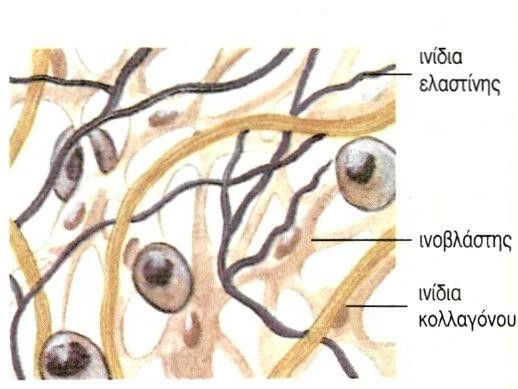 ινίδια
ελαστίνης
ινοβλάστης
ινίδια
κολλαγόνου